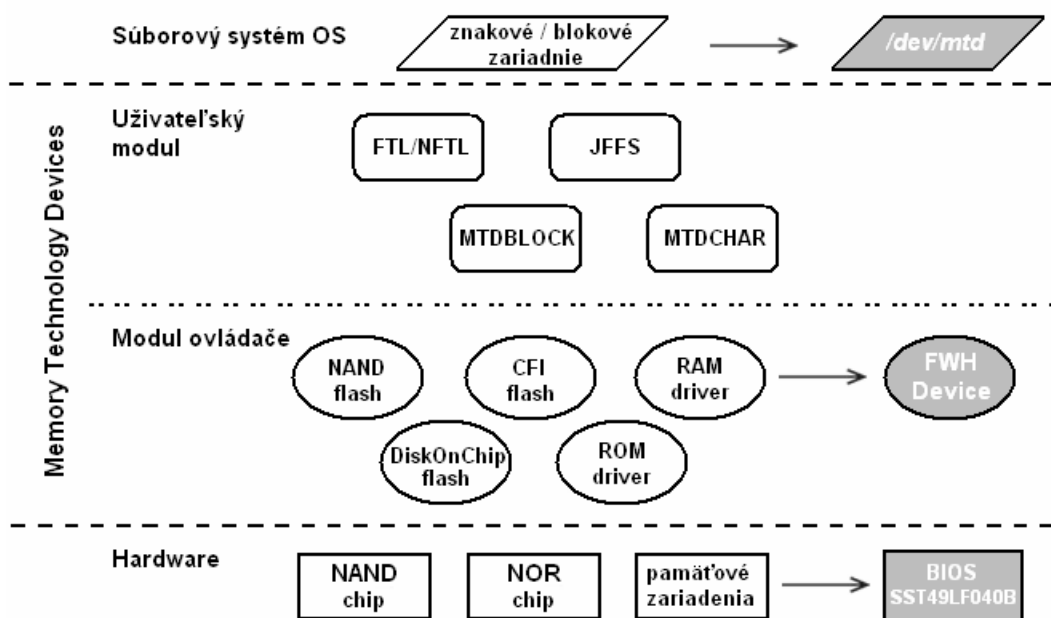 Súborový systém OS
znakové / blokové
zariadnie
/dev/mtd
Memory Technology Devices
Uživateľský
modul
FTL/NFTL
JFFS
MTDBLOCK
MTDCHAR
Modul ovládače
NAND
flash
CFI
flash
RAM
driver
FWH
Device
DiskOnChip
flash
ROM
driver
Hardware
NAND
chip
NOR
chip
pamäťové
zariadenia
BIOS
SST49LF040B